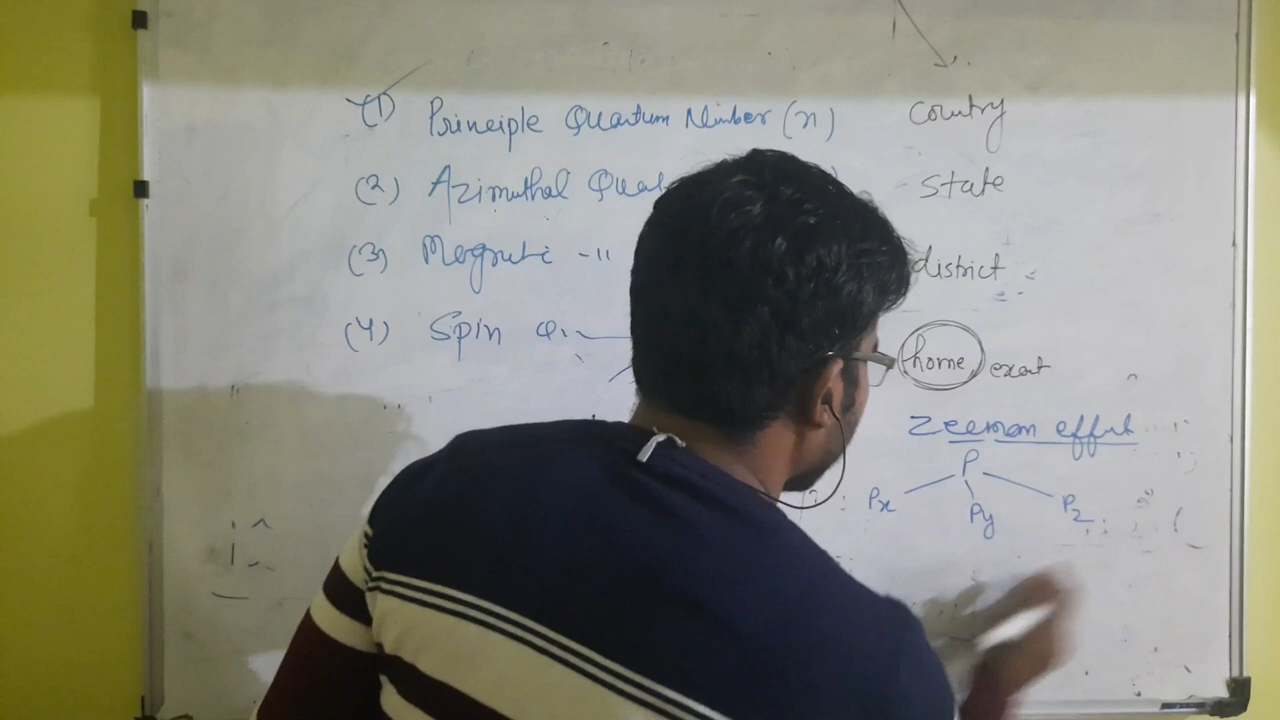 (1) Principle Quantum Number (n) Country
(2) Azimuthal state
(3) Magnetic -11 district
(4) Spin Q. home exact
Zeeman effect
P
Px Py Pz